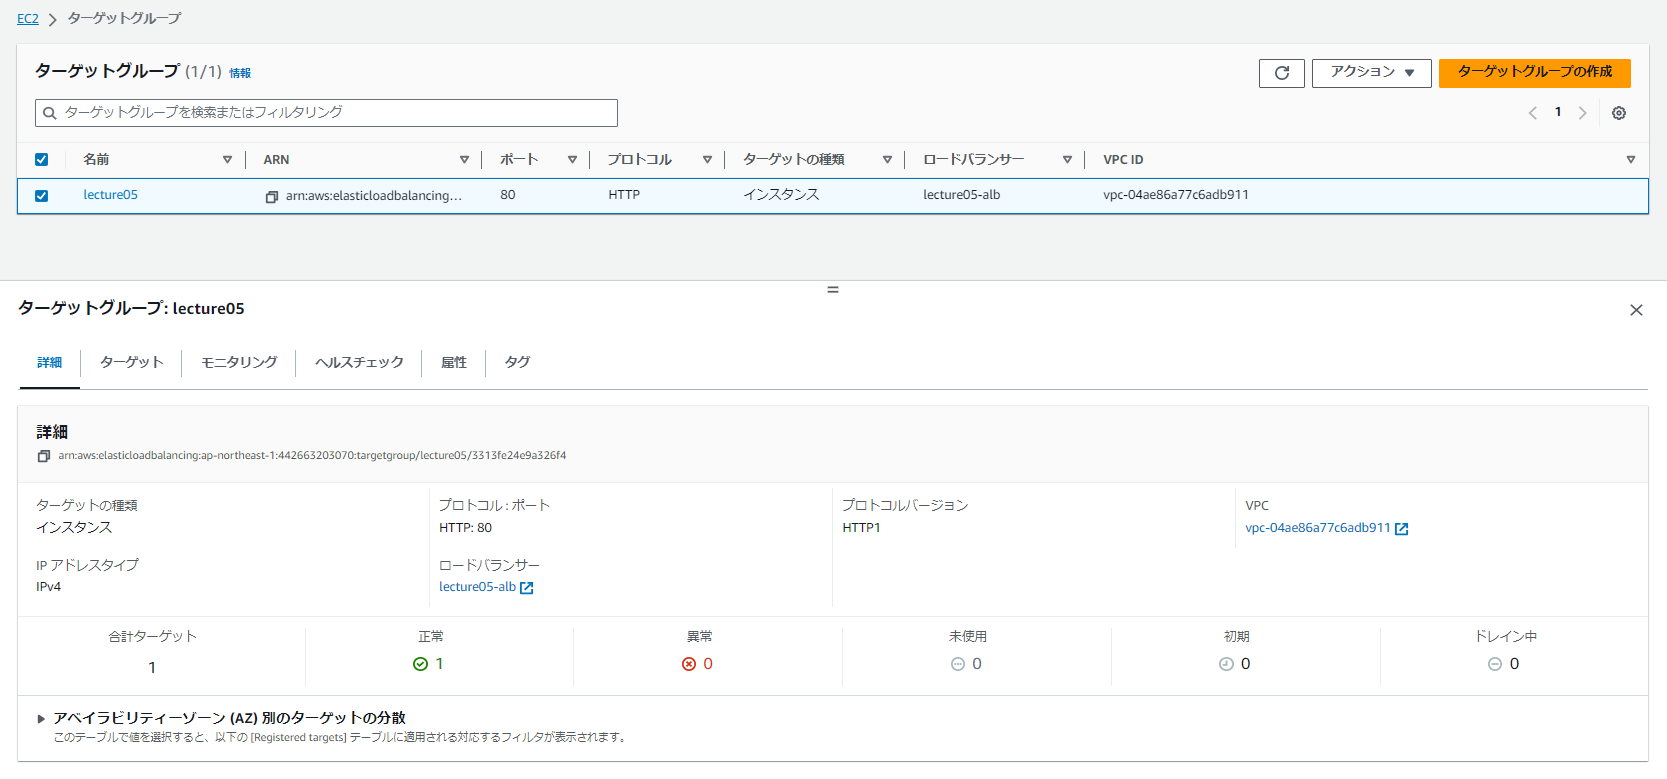 EC2 > ターゲットグループ
ターゲットグループ (1/1) 情報
アクション ▼
ターゲットグループの作成
ターゲットグループを検索またはフィルタリング
1
名前 ARN ポート プロトコル ターゲットの種類 ロードバランサー VPC ID
lecture05 arn:aws:elasticloadbalancing... 80 HTTP インスタンス lecture05-alb vpc-04ae86a77c6adb911
ターゲットグループ: lecture05
詳細 ターゲット モニタリング ヘルスチェック 属性 タグ
詳細
arn:aws:elasticloadbalancing:ap-northeast-1:442663203070:targetgroup/lecture05/3313fe24e9a326f4
ターゲットの種類 プロトコル : ポート プロトコルバージョン VPC
インスタンス HTTP: 80 HTTP1 vpc-04ae86a77c6adb911
IP アドレスタイプ ロードバランサー
IPv4 lecture05-alb
合計ターゲット 正常 異常 未使用 初期 ドレイン中
1 1 0 0 0 0
アベイラビリティーゾーン (AZ) 別のターゲットの分散
このテーブルで値を選択すると、以下の [Registered targets] テーブルに適用される対応するフィルタが表示されます。